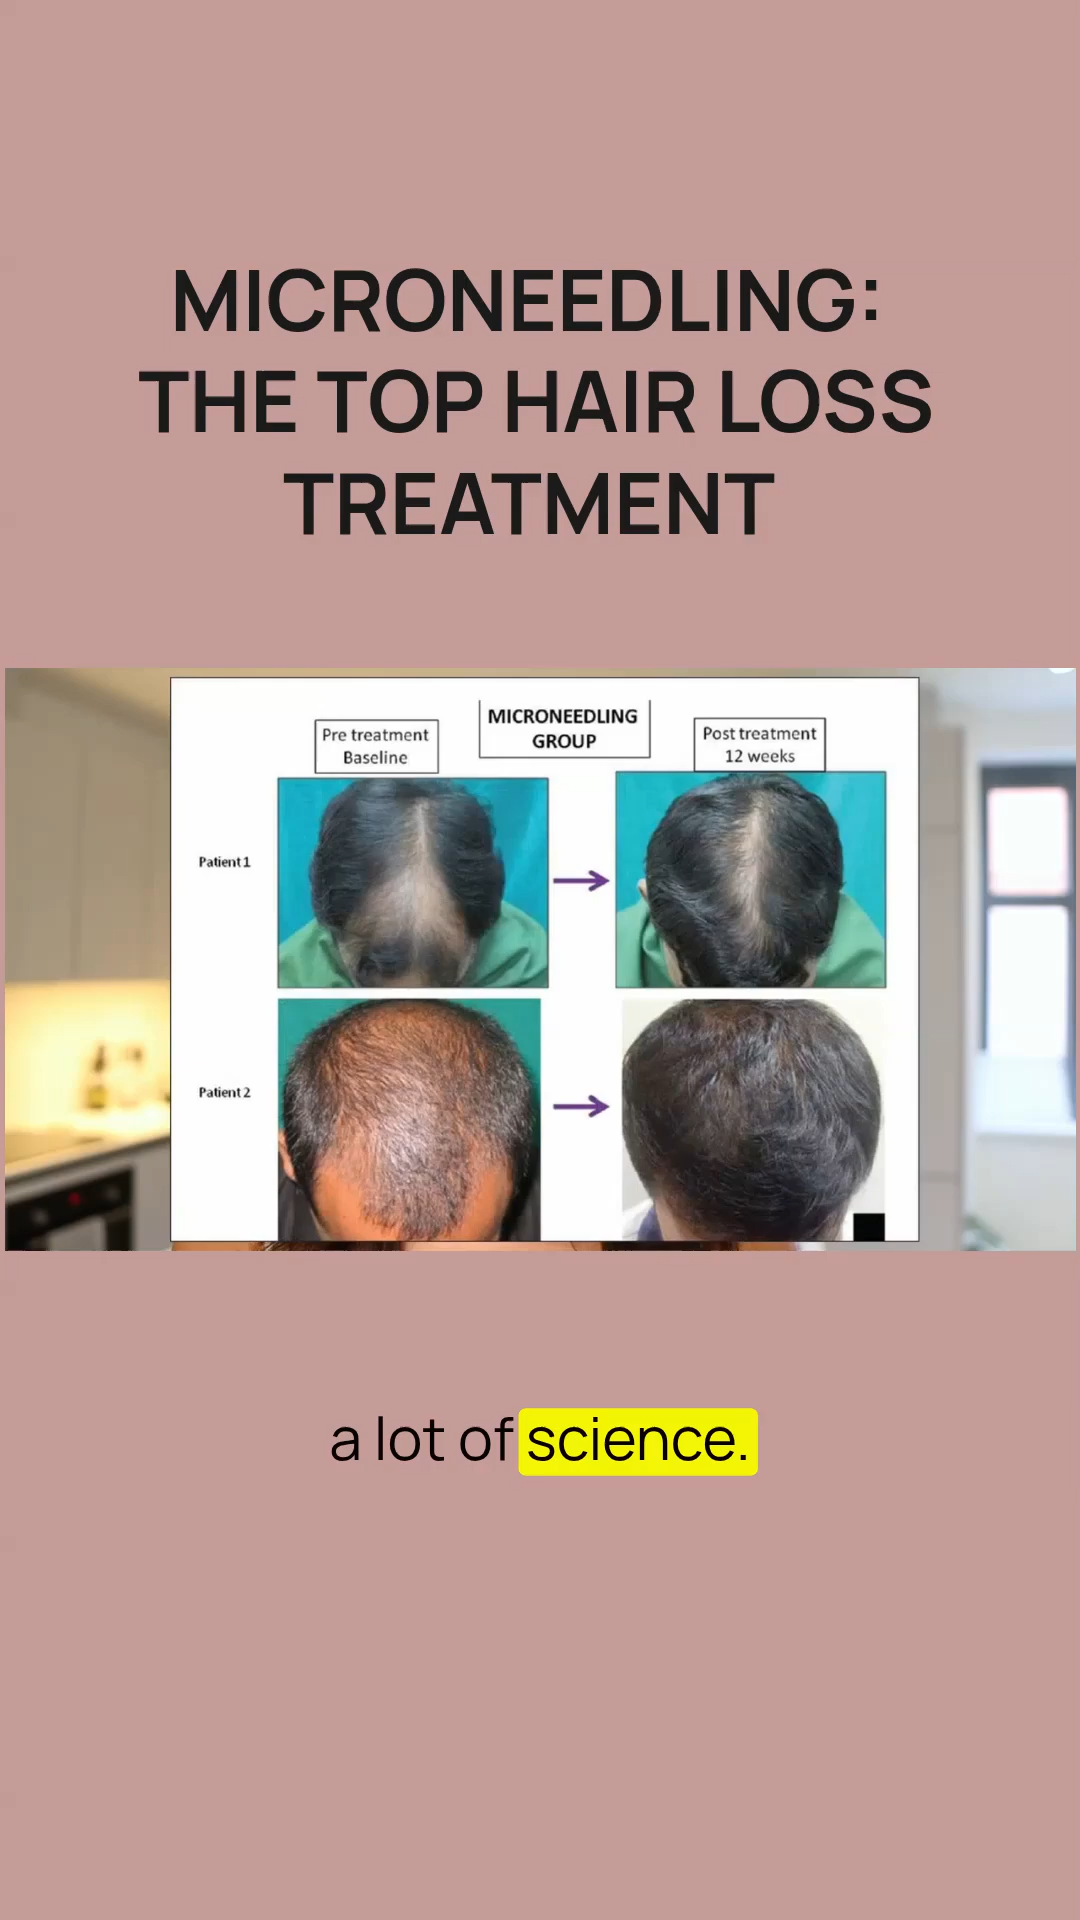 MICRONEEDLING:
THE TOP HAIR LOSS
TREATMENT
MICRONEEDLING
GROUP
Pre treatment
Baseline
Post treatment
12 weeks
Patient 1
Patient 2
a lot of science.